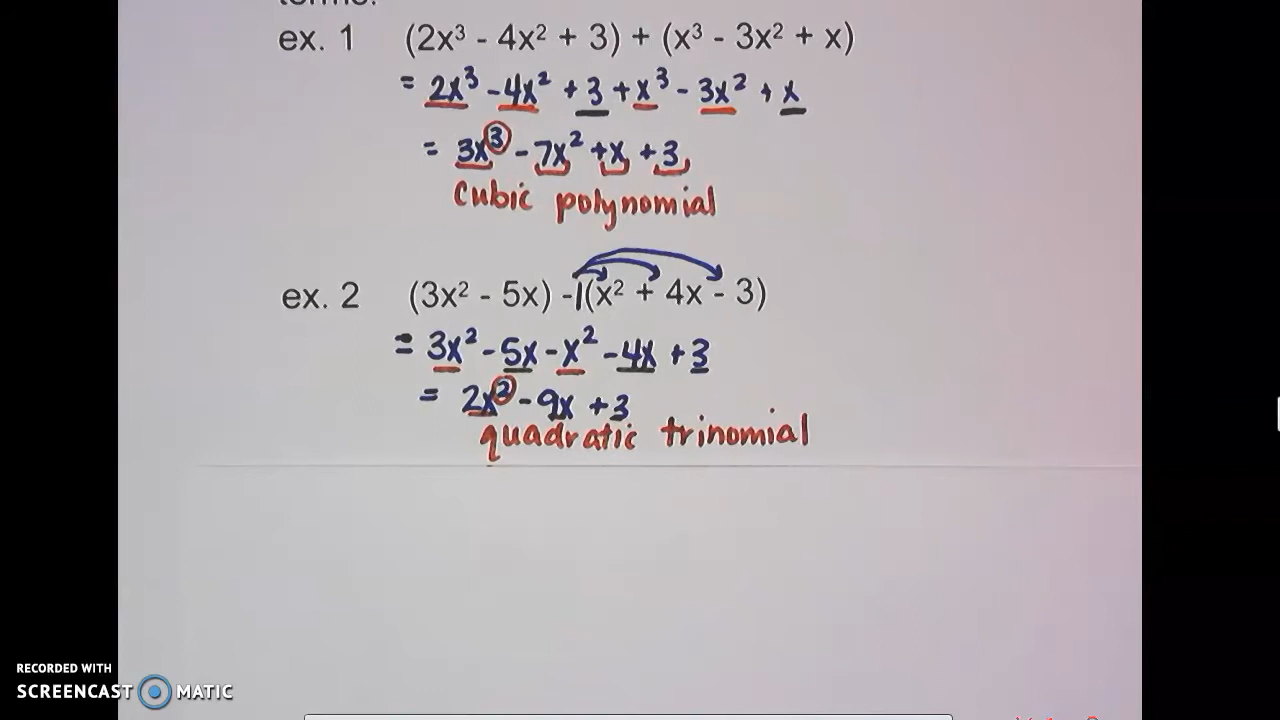 terms.
ex. 1 (2x³ - 4x² + 3) + (x³ - 3x² + x)
= 2x³ - 4x² + 3 + x³ - 3x² + x
= 3x³ - 7x² + x + 3
cubic polynomial
ex. 2 (3x² - 5x) -1(x² + 4x - 3)
= 3x² - 5x - x² - 4x + 3
= 2x² - 9x + 3
quadratic trinomial
RECORDED WITH
SCREENCAST MATIC